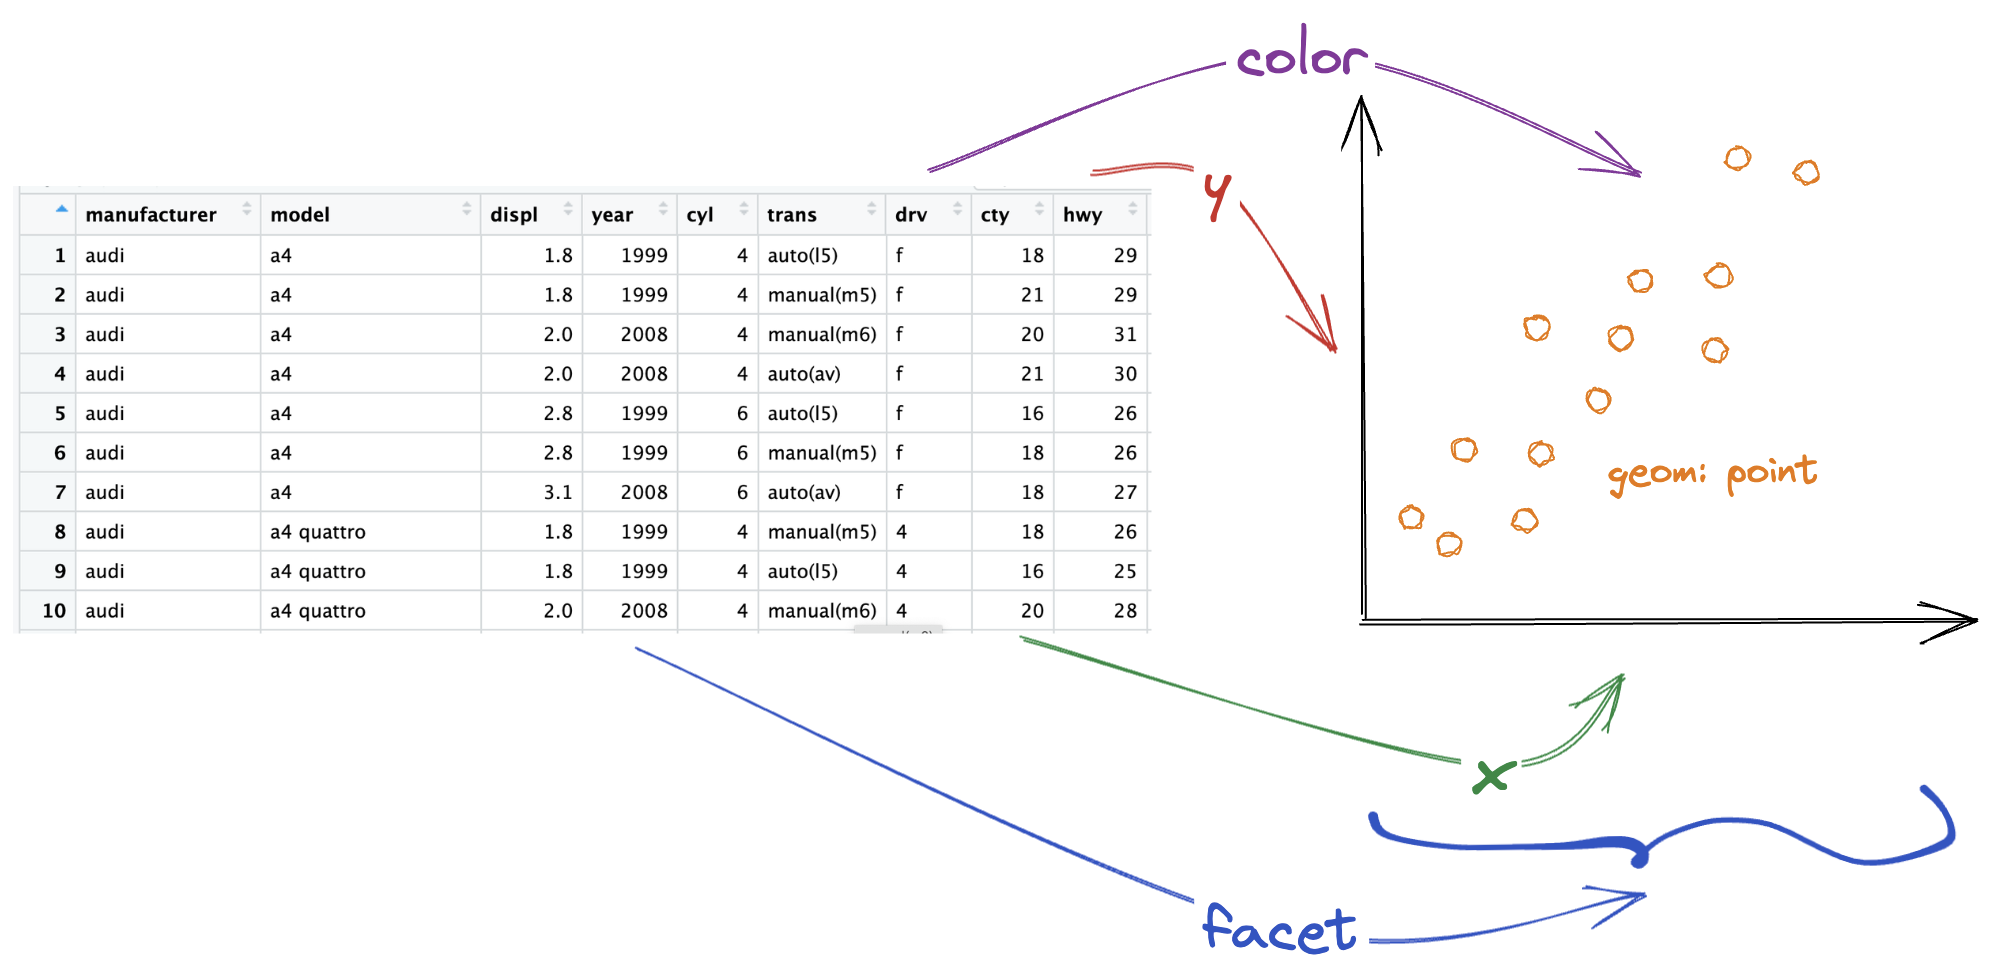 color
y
manufacturer model displ year cyl trans drv cty hwy
1 audi a4 1.8 1999 4 auto(l5) f 18 29
2 audi a4 1.8 1999 4 manual(m5) f 21 29
3 audi a4 2.0 2008 4 manual(m6) f 20 31
4 audi a4 2.0 2008 4 auto(av) f 21 30
5 audi a4 2.8 1999 6 auto(l5) f 16 26
6 audi a4 2.8 1999 6 manual(m5) f 18 26
7 audi a4 3.1 2008 6 auto(av) f 18 27
8 audi a4 quattro 1.8 1999 4 manual(m5) 4 18 26
9 audi a4 quattro 1.8 1999 4 auto(l5) 4 16 25
10 audi a4 quattro 2.0 2008 4 manual(m6) 4 20 28
geom: point
x
facet